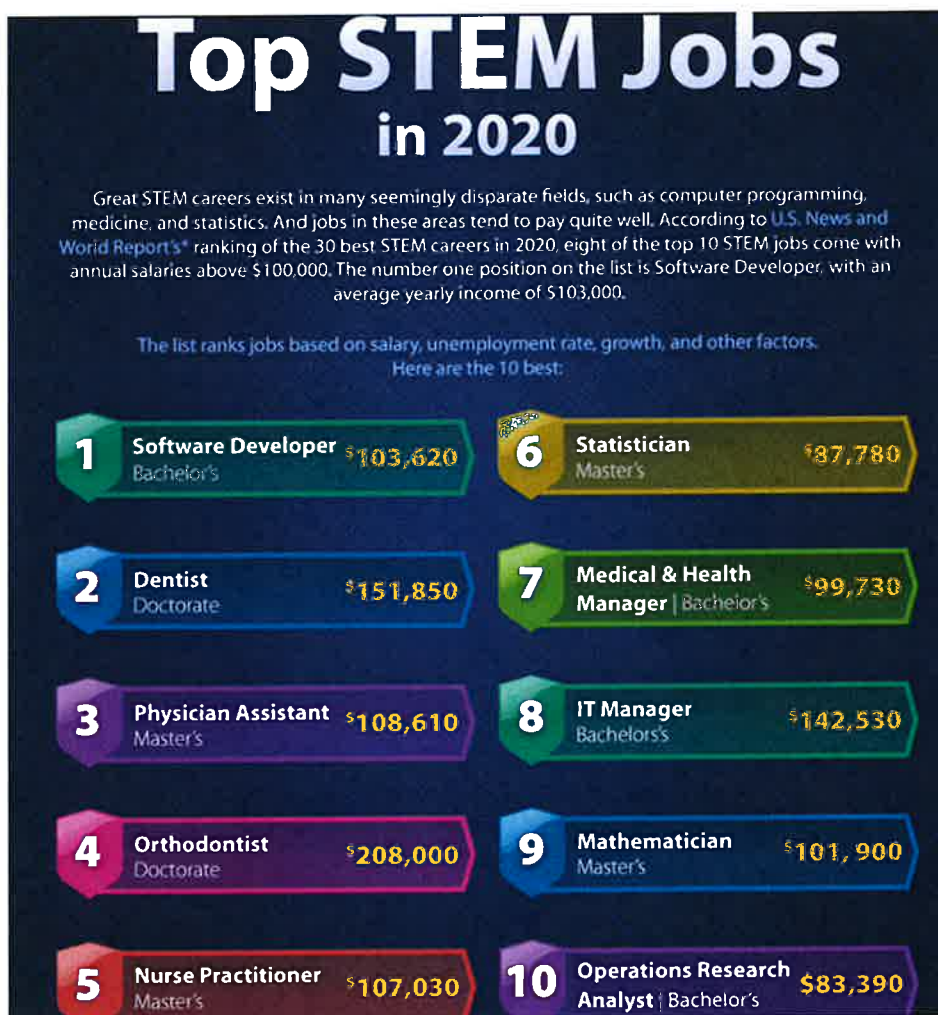 Top STEM Jobs
in 2020
Great STEM careers exist in many seemingly disparate fields, such as computer programming,
medicine, and statistics. And jobs in these areas tend to pay quite well. According to U.S. News and
World Report's* ranking of the 30 best STEM careers in 2020, eight of the top 10 STEM jobs come with
annual salaries above $100,000. The number one position on the list is Software Developer, with an
average yearly income of $103,000.
The list ranks jobs based on salary, unemployment rate, growth, and other factors.
Here are the 10 best:
1 Software Developer $103,620
Bachelor's
2 Dentist $151,850
Doctorate
3 Physician Assistant $108,610
Master's
4 Orthodontist $208,000
Doctorate
5 Nurse Practitioner $107,030
Master's
6 Statistician $87,780
Master's
7 Medical & Health $99,730
Manager | Bachelor's
8 IT Manager $142,530
Bachelors's
9 Mathematician $101,900
Master's
10 Operations Research $83,390
Analyst | Bachelor's